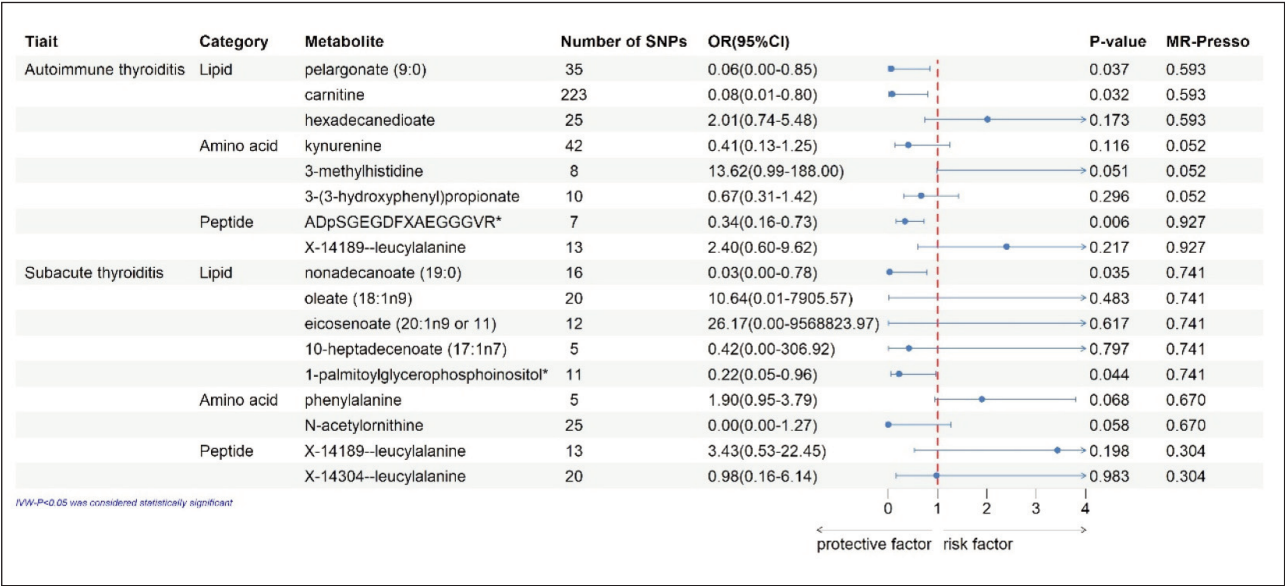 Tiait Category Metabolite Number of SNPs OR(95%CI) P-value MR-Presso
Autoimmune thyroiditis Lipid pelargonate (9:0) 35 0.06(0.00-0.85) 0.037 0.593
carnitine 223 0.08(0.01-0.80) 0.032 0.593
hexadecanedioate 25 2.01(0.74-5.48) 0.173 0.593
Amino acid kynurenine 42 0.41(0.13-1.25) 0.116 0.052
3-methylhistidine 8 13.62(0.99-188.00) 0.051 0.052
3-(3-hydroxyphenyl)propionate 10 0.67(0.31-1.42) 0.296 0.052
Peptide ADpSGEGDFXAEGGGVR* 7 0.34(0.16-0.73) 0.006 0.927
X-14189--leucylalanine 13 2.40(0.60-9.62) 0.217 0.927
Subacute thyroiditis Lipid nonadecanoate (19:0) 16 0.03(0.00-0.78) 0.035 0.741
oleate (18:1n9) 20 10.64(0.01-7905.57) 0.483 0.741
eicosenoate (20:1n9 or 11) 12 26.17(0.00-9568823.97) 0.617 0.741
10-heptadecenoate (17:1n7) 5 0.42(0.00-306.92) 0.797 0.741
1-palmitoylglycerophosphoinositol* 11 0.22(0.05-0.96) 0.044 0.741
Amino acid phenylalanine 5 1.90(0.95-3.79) 0.068 0.670
N-acetylornithine 25 0.00(0.00-1.27) 0.058 0.670
Peptide X-14189--leucylalanine 13 3.43(0.53-22.45) 0.198 0.304
X-14304--leucylalanine 20 0.98(0.16-6.14) 0.983 0.304
IVW-P<0.05 was considered statistically significant
0 1 2 3 4
protective factor risk factor